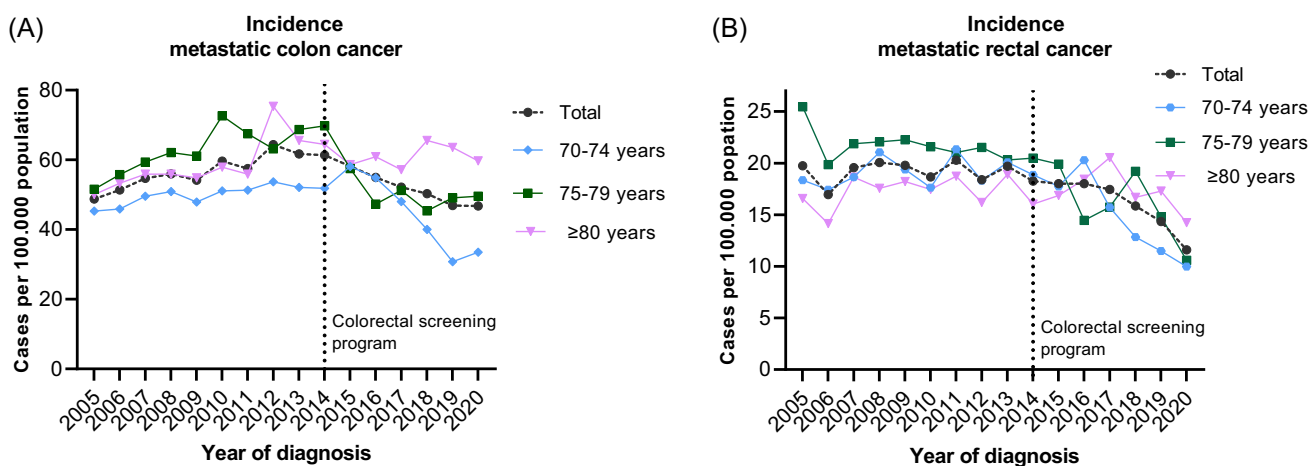 (A)
Incidence
metastatic colon cancer
Cases per 100.000 population
80
60
40
20
0
Total
70-74 years
75-79 years
≥80 years
Colorectal screening
program
2005
2006
2007
2008
2009
2010
2011
2012
2013
2014
2015
2016
2017
2018
2019
2020
Year of diagnosis
(B)
Incidence
metastatic rectal cancer
Cases per 100.000 popation
25
20
15
10
5
0
Total
70-74 years
75-79 years
≥80 years
Colorectal screening
program
2005
2006
2007
2008
2009
2010
2011
2012
2013
2014
2015
2016
2017
2018
2019
2020
Year of diagnosis